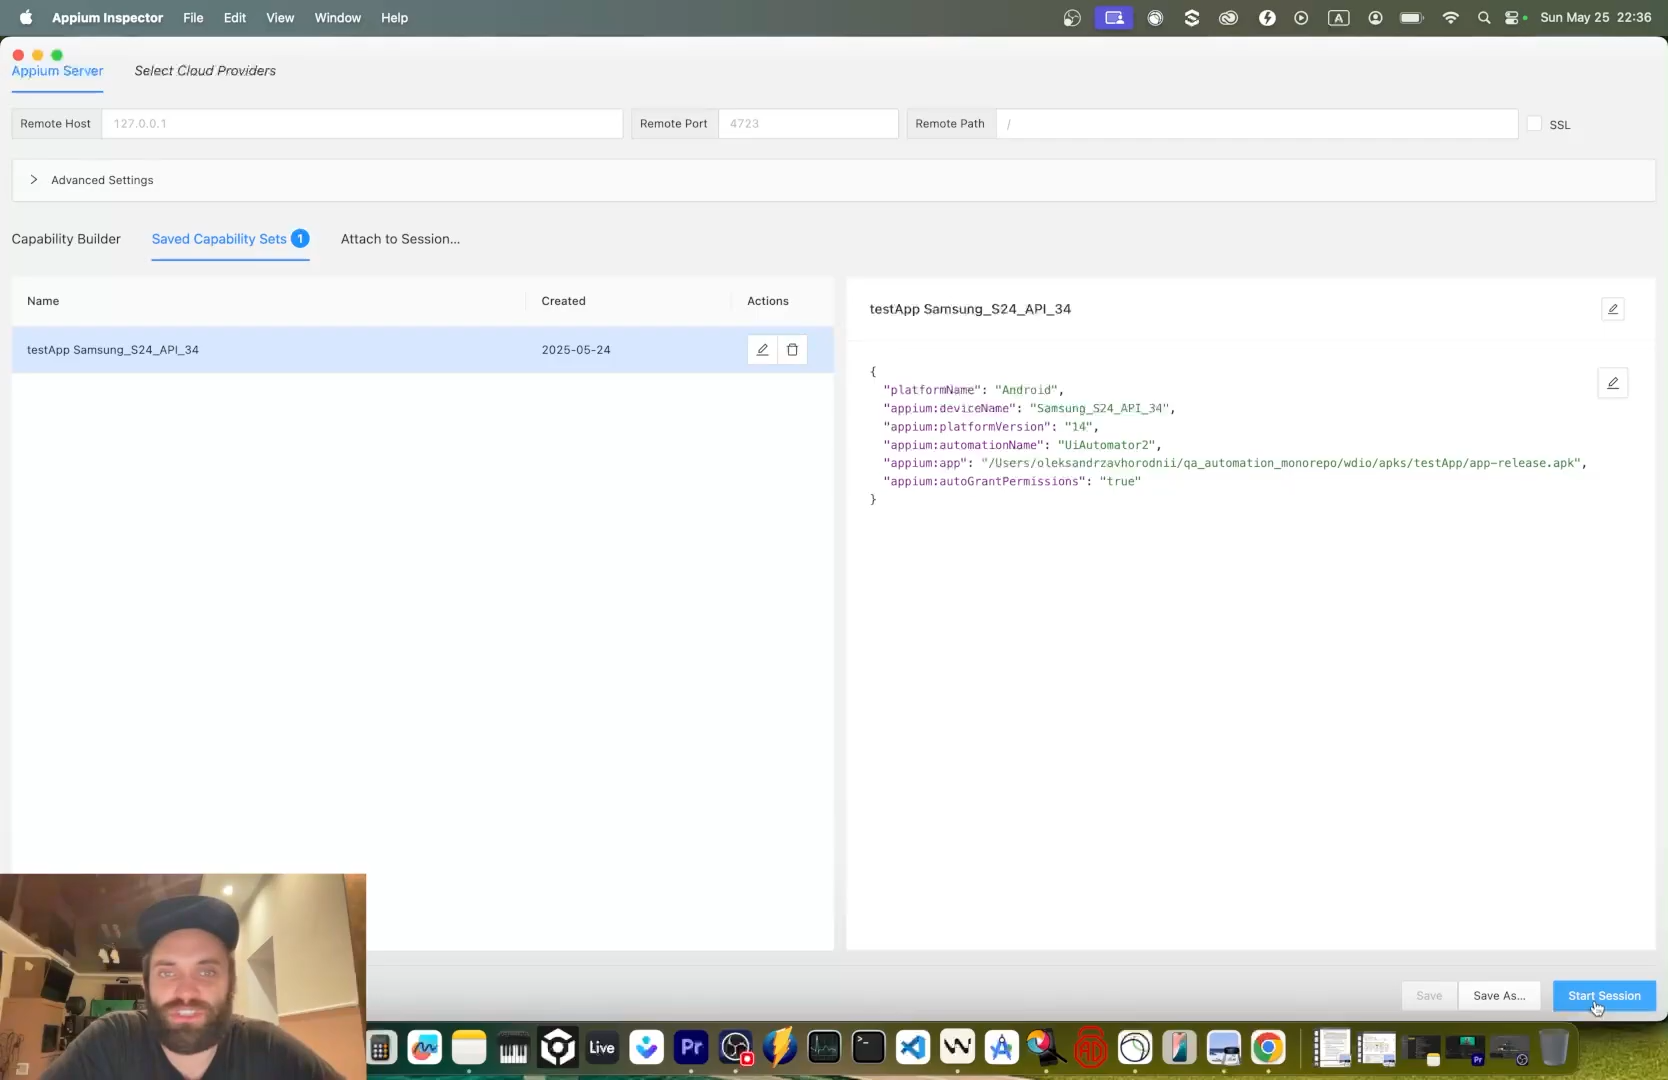 Appium Inspector File Edit View Window Help A Sun May 25 22:36
Appium Server Select Cloud Providers
Remote Host 127.0.0.1 Remote Port 4723 Remote Path / SSL
Advanced Settings
Capability Builder Saved Capability Sets 1 Attach to Session...
Name Created Actions
testApp Samsung_S24_API_34 2025-05-24
testApp Samsung_S24_API_34
{
"platformName": "Android",
"appium:deviceName": "Samsung_S24_API_34",
"appium:platformVersion": "14",
"appium:automationName": "UiAutomator2",
"appium:app": "/Users/oleksandrzavhorodnii/qa_automation_monorepo/wdio/apks/testApp/app-release.apk",
"appium:autoGrantPermissions": "true"
}
Save Save As... Start Session
Live Pr